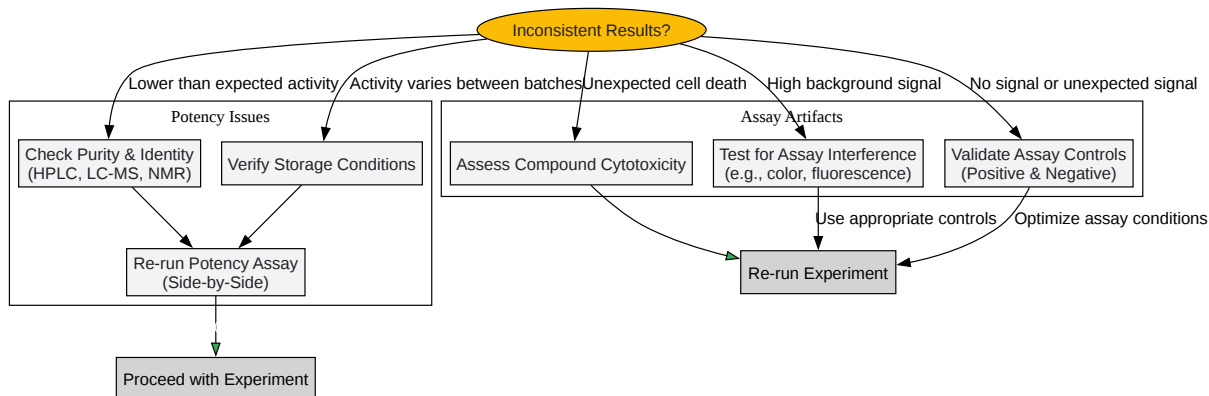 Inconsistent Results?
Lower than expected activity
Activity varies between batches
Unexpected cell death
High background signal
No signal or unexpected signal
Potency Issues
Assay Artifacts
Check Purity & Identity
(HPLC, LC-MS, NMR)
Verify Storage Conditions
Assess Compound Cytotoxicity
Test for Assay Interference
(e.g., color, fluorescence)
Validate Assay Controls
(Positive & Negative)
Use appropriate controls
Optimize assay conditions
Re-run Potency Assay
(Side-by-Side)
Re-run Experiment
Proceed with Experiment